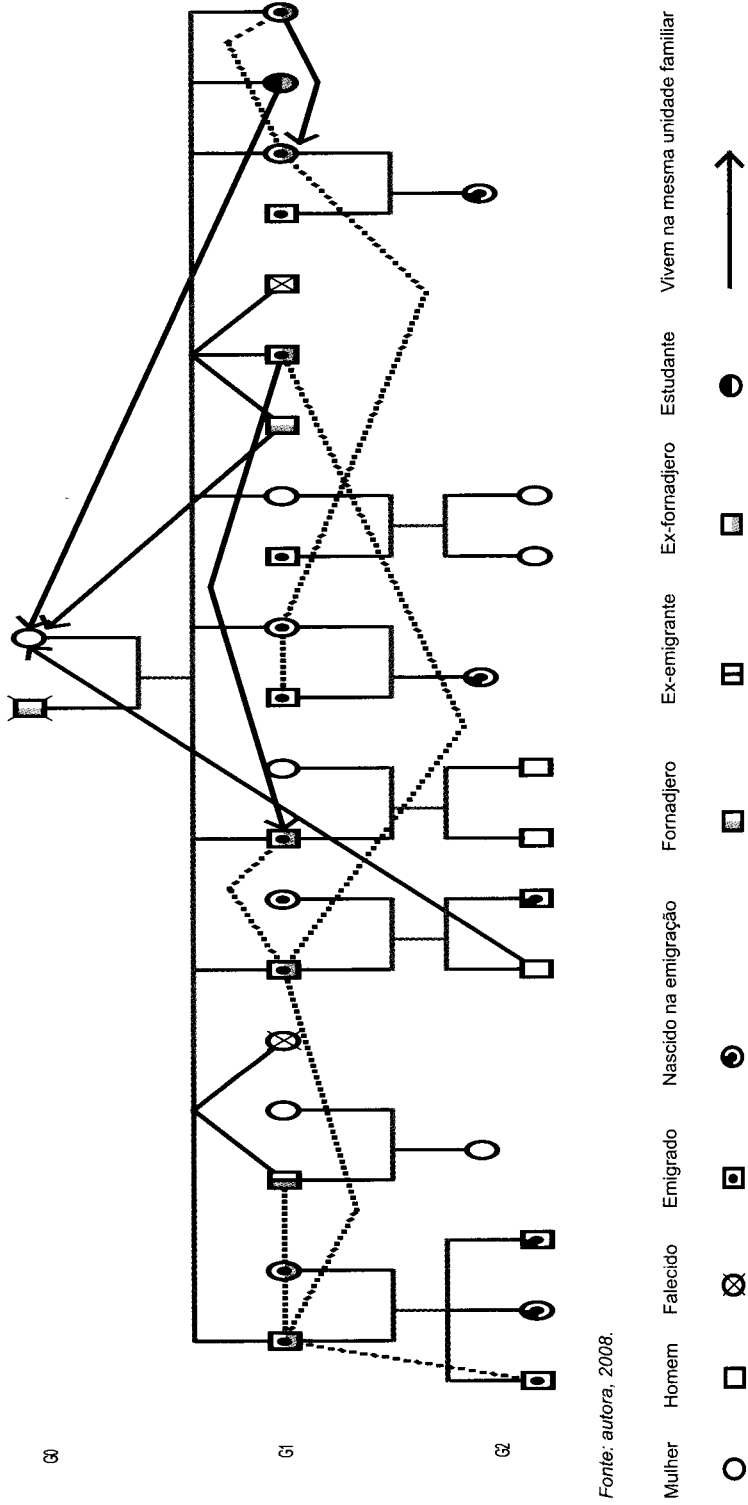 G0
G1
G2
Fonte: autora, 2008.
Mulher
Homem
Falecido
Emigrado
Nascido na emigração
Fornadjero
Ex-emigrante
Ex-fornadjero
Estudante
Vivem na mesma unidade familiar